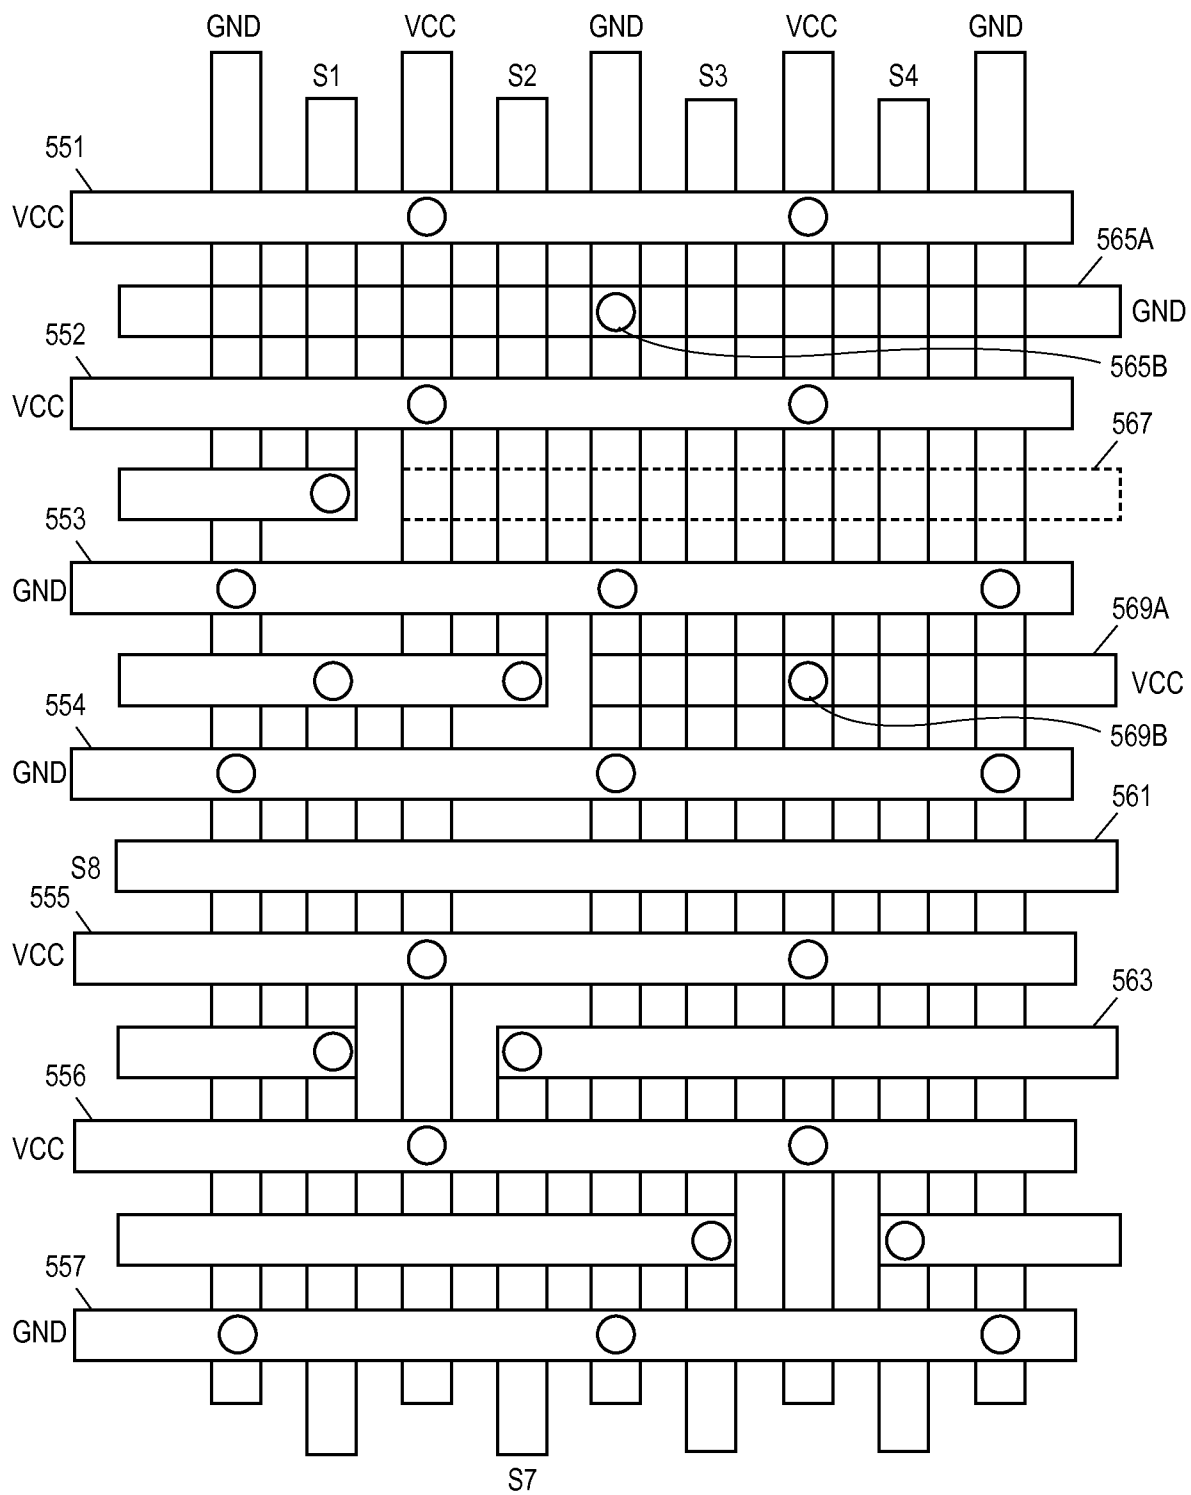 GND VCC GND VCC GND
S1 S2 S3 S4
551
VCC
565A
GND
552
565B
VCC
567
553
GND
569A
VCC
554
569B
GND
561
S8
555
VCC
563
556
VCC
557
GND
S7